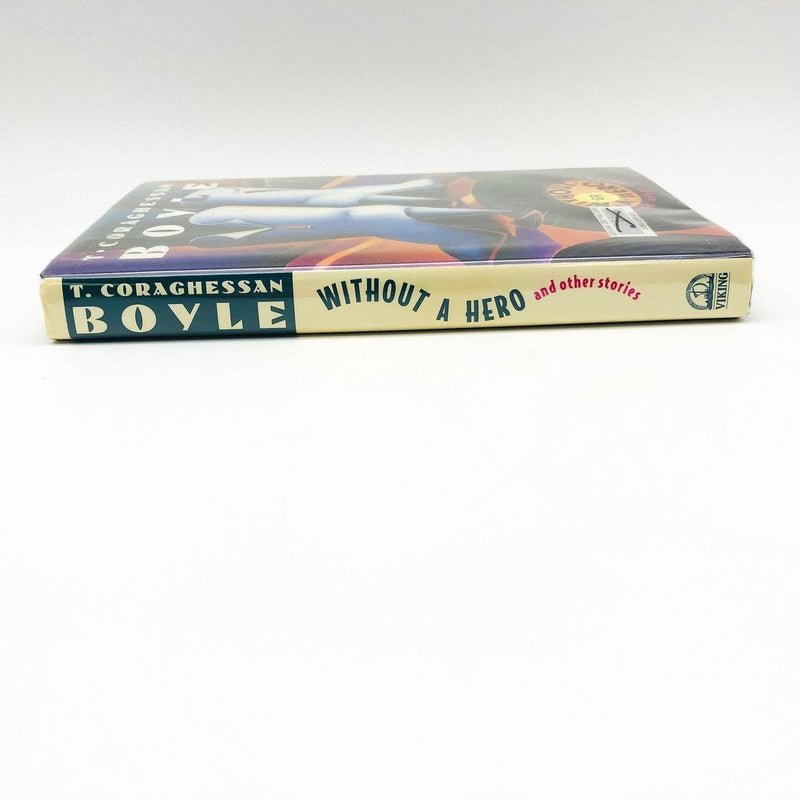 T. CORAGHESSAN
BOYLE
T. CORAGHESSAN
BOYLE
WITHOUT A HERO
and other stories
VIKING